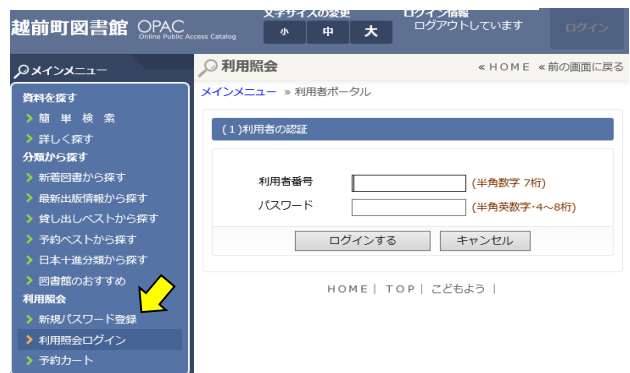 越前町図書館 OPAC
Online Public Access Catalog
文字サイズの変更
小 中 大
ログイン情報
ログアウトしています
ログイン
メインメニュー
資料を探す
簡 単 検 索
詳しく探す
分類から探す
新着図書から探す
最新出版情報から探す
貸し出しベストから探す
予約ベストから探す
日本十進分類から探す
図書館のおすすめ
利用照会
新規パスワード登録
利用照会ログイン
予約カート
利用照会
« HOME « 前の画面に戻る
メインメニュー » 利用者ポータル
(1)利用者の認証
利用者番号 (半角数字 7桁)
パスワード (半角英数字・4～8桁)
ログインする キャンセル
HOME | TOP | こどもよう |